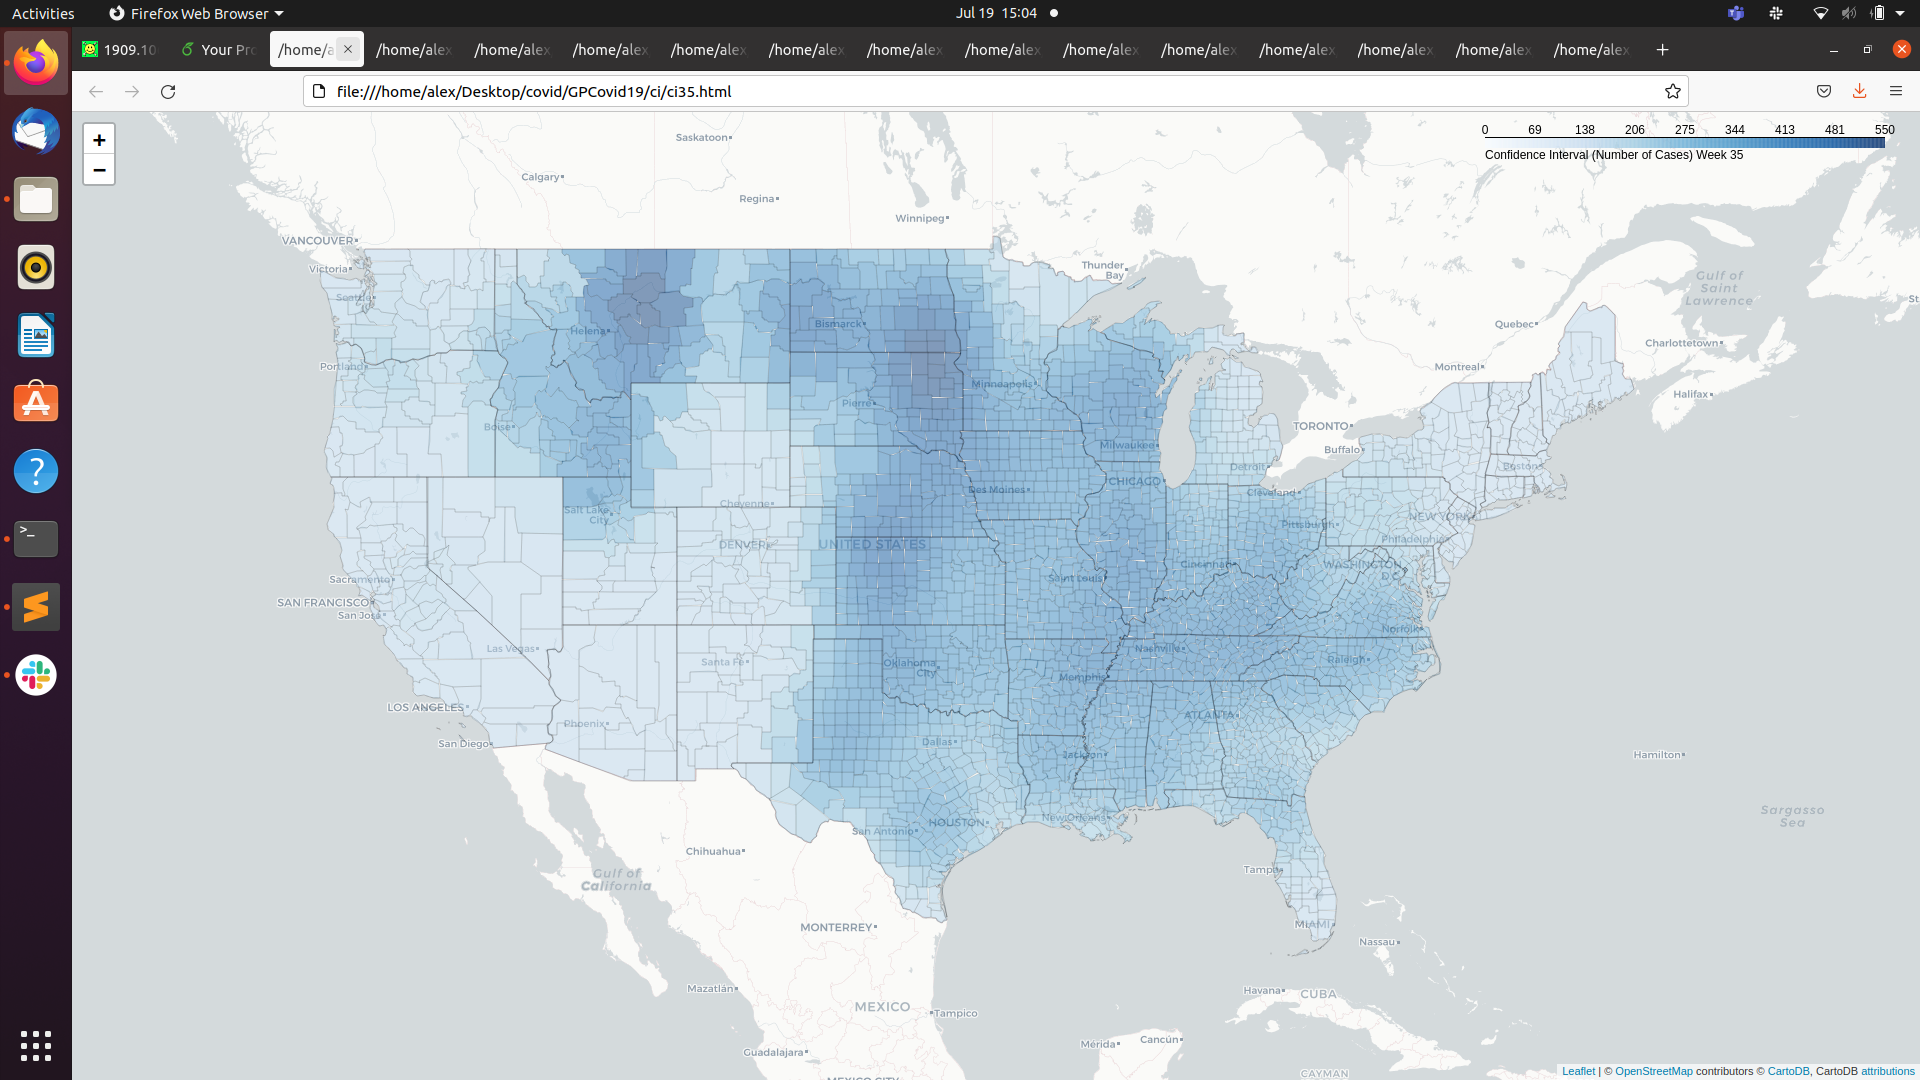 Activities
Firefox Web Browser
Jul 19 15:04
1909.10
Your Pro
/home/a
/home/alex
/home/alex
/home/alex
/home/alex
/home/alex
/home/alex
/home/alex
/home/alex
/home/alex
/home/alex
/home/alex
/home/alex
/home/alex
file:///home/alex/Desktop/covid/GPCovid19/ci/ci35.html
+
−
0 69 138 206 275 344 413 481 550
Confidence Interval (Number of Cases) Week 35
Saskatoon
Calgary
Regina
Winnipeg
VANCOUVER
Victoria
Thunder
Bay
Gulf of
Saint
Lawrence
St
Seattle
Helena
Bismarck
Quebec
Charlottetown
Portland
Montreal
Minneapolis
Halifax
Pierre
Boise
TORONTO
Buffalo
Milwaukee
Detroit
Boston
CHICAGO
Des Moines
Cleveland
Cheyenne
Salt Lake
City
NEW YORK
Pittsburgh
Philadelphia
DENVER
UNITED STATES
Cincinnati
WASHINGTON
D.C.
Sacramento
Saint Louis
SAN FRANCISCO
San Jose
Norfolk
Las Vegas
Nashville
Raleigh
Santa Fe
Oklahoma
City
Memphis
LOS ANGELES
Phoenix
ATLANTA
San Diego
Dallas
Jackson
Hamilton
Sargasso
Sea
New Orleans
HOUSTON
San Antonio
Chihuahua
Tampa
Gulf of
California
MIAMI
MONTERREY
Nassau
Mazatlán
Havana
CUBA
MEXICO
Tampico
Mérida
Cancún
Guadalajara
CAYMAN
MEXICO CITY
Leaflet | © OpenStreetMap contributors © CartoDB, CartoDB attributions